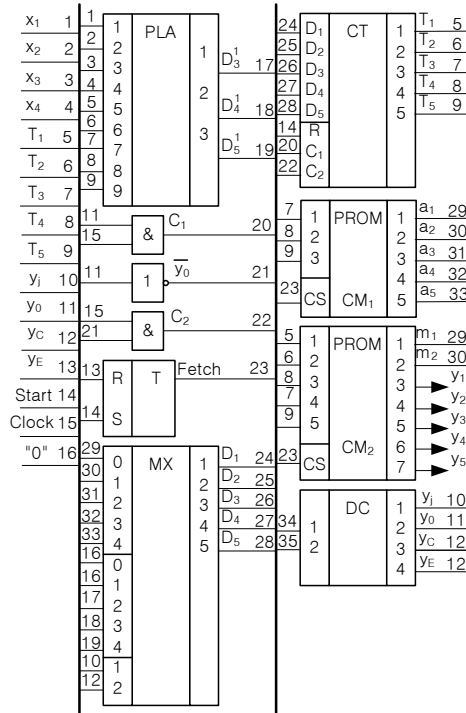 x₁ 1
x₂ 2
x₃ 3
x₄ 4
T₁ 5
T₂ 6
T₃ 7
T₄ 8
T₅ 9
yⱼ 10
y₀ 11
y_C 12
y_E 13
Start 14
Clock 15
"0" 16
1 2 3 4 5 6 7 8 9
1 2 3 4 5 6 7 8 9
PLA
1 2 3
D₃¹ 17
D₄¹ 18
D₅¹ 19
11 15 & C₁ 20
11 1 y̅₀ 21
15 21 & C₂ 22
13 R T Fetch 23
14 S
29 30 31 32 33 16 16 17 18 19 10 12
0 1 2 3 4
0 1 2 3 4
1 2
MX
1 2 3 4 5
D₁ 24
D₂ 25
D₃ 26
D₄ 27
D₅ 28
24 D₁
25 D₂
26 D₃
27 D₄
28 D₅
14 R
20 C₁
22 C₂
CT
1 2 3 4 5
T₁ 5
T₂ 6
T₃ 7
T₄ 8
T₅ 9
7 1
8 2
9 3
23 CS
PROM
CM₁
1 2 3 4 5
a₁ 29
a₂ 30
a₃ 31
a₄ 32
a₅ 33
5 1
6 2
8 3
7 4
9 5
23 CS
PROM
CM₂
1 2 3 4 5 6 7
m₁ 29
m₂ 30
y₁
y₂
y₃
y₄
y₅
34 1
35 2
DC
1 2 3 4
yⱼ 10
y₀ 11
y_C 12
y_E 12